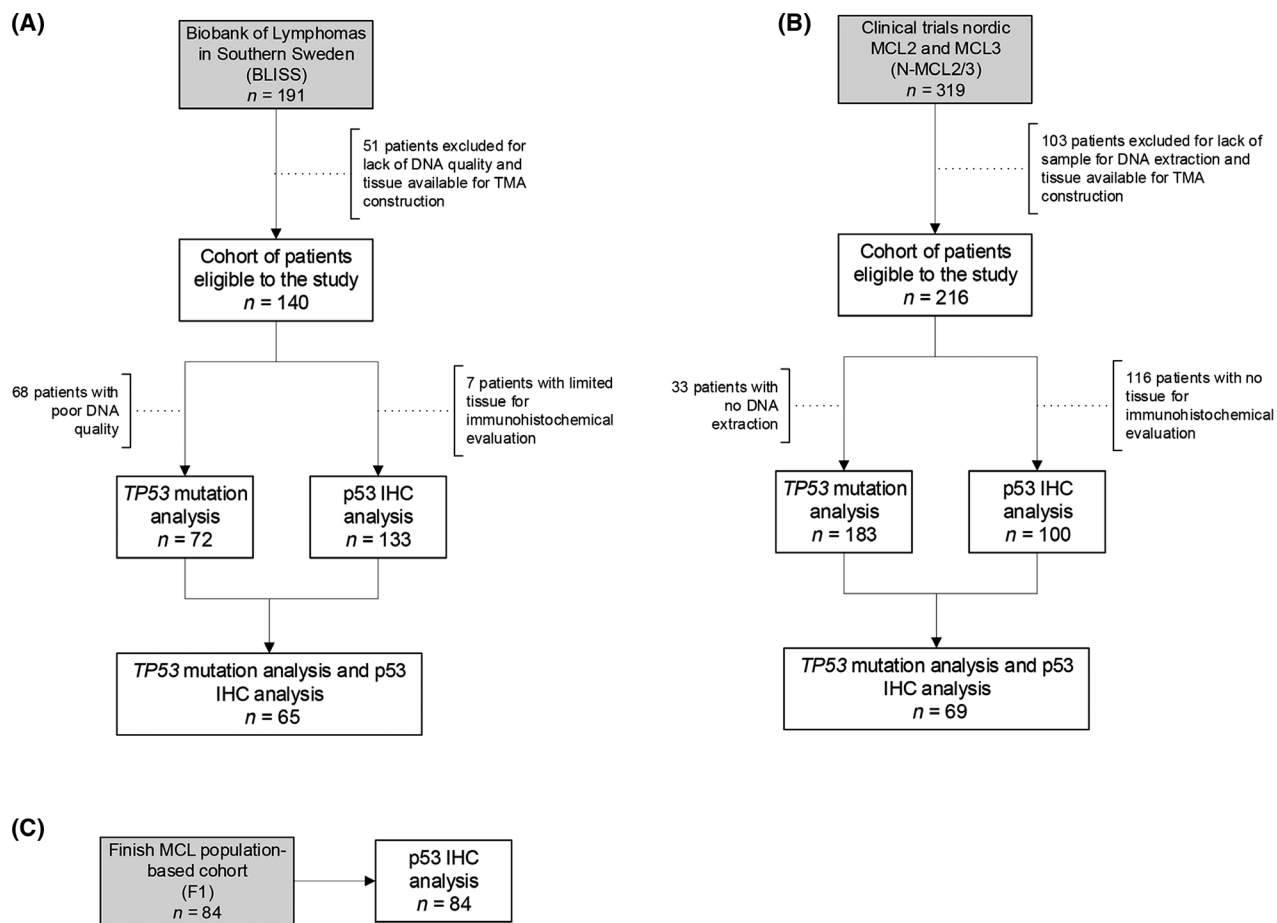 (A)
Biobank of Lymphomas
in Southern Sweden
(BLISS)
n = 191
51 patients excluded for
lack of DNA quality and
tissue available for TMA
construction
Cohort of patients
eligible to the study
n = 140
68 patients with
poor DNA
quality
7 patients with limited
tissue for
immunohistochemical
evaluation
TP53 mutation
analysis
n = 72
p53 IHC
analysis
n = 133
TP53 mutation analysis and p53
IHC analysis
n = 65
(B)
Clinical trials nordic
MCL2 and MCL3
(N-MCL2/3)
n = 319
103 patients excluded for lack of
sample for DNA extraction and
tissue available for TMA
construction
Cohort of patients
eligible to the study
n = 216
33 patients with
no DNA
extraction
116 patients with no
tissue for
immunohistochemical
evaluation
TP53 mutation
analysis
n = 183
p53 IHC
analysis
n = 100
TP53 mutation analysis and p53
IHC analysis
n = 69
(C)
Finish MCL population-
based cohort
(F1)
n = 84
p53 IHC
analysis
n = 84